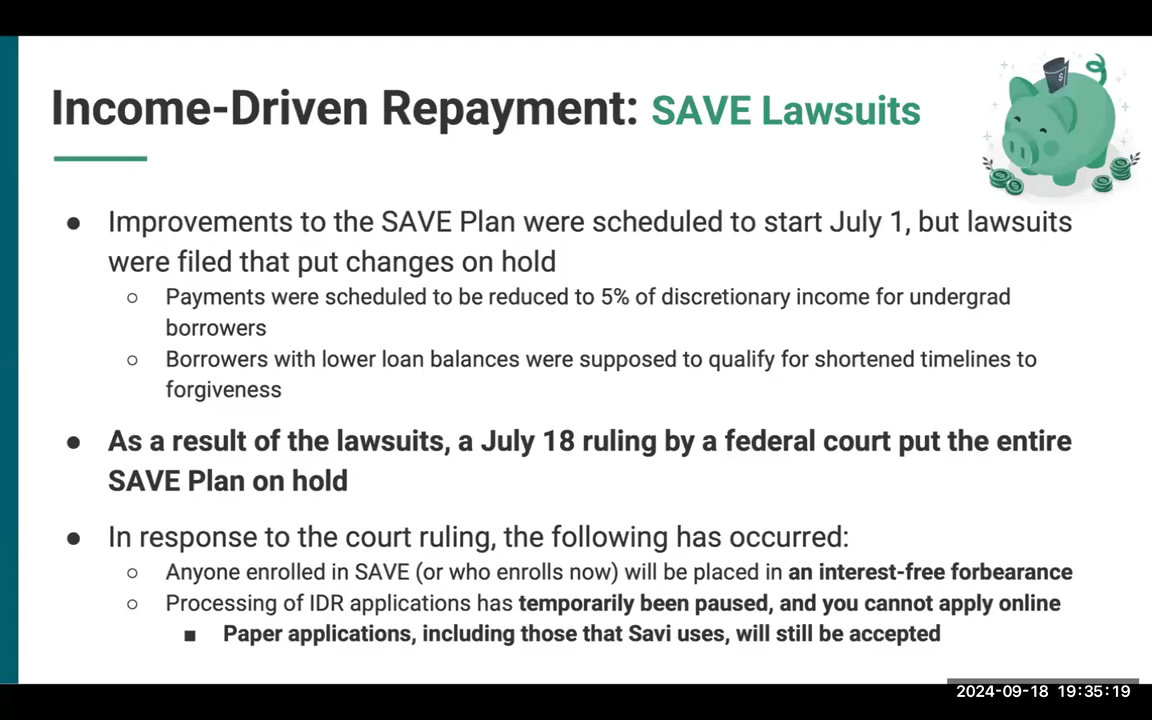 Income-Driven Repayment: SAVE Lawsuits
● Improvements to the SAVE Plan were scheduled to start July 1, but lawsuits
were filed that put changes on hold
○ Payments were scheduled to be reduced to 5% of discretionary income for undergrad
borrowers
○ Borrowers with lower loan balances were supposed to qualify for shortened timelines to
forgiveness
● As a result of the lawsuits, a July 18 ruling by a federal court put the entire
SAVE Plan on hold
● In response to the court ruling, the following has occurred:
○ Anyone enrolled in SAVE (or who enrolls now) will be placed in an interest-free forbearance
○ Processing of IDR applications has temporarily been paused, and you cannot apply online
■ Paper applications, including those that Savi uses, will still be accepted
2024-09-18 19:35:19